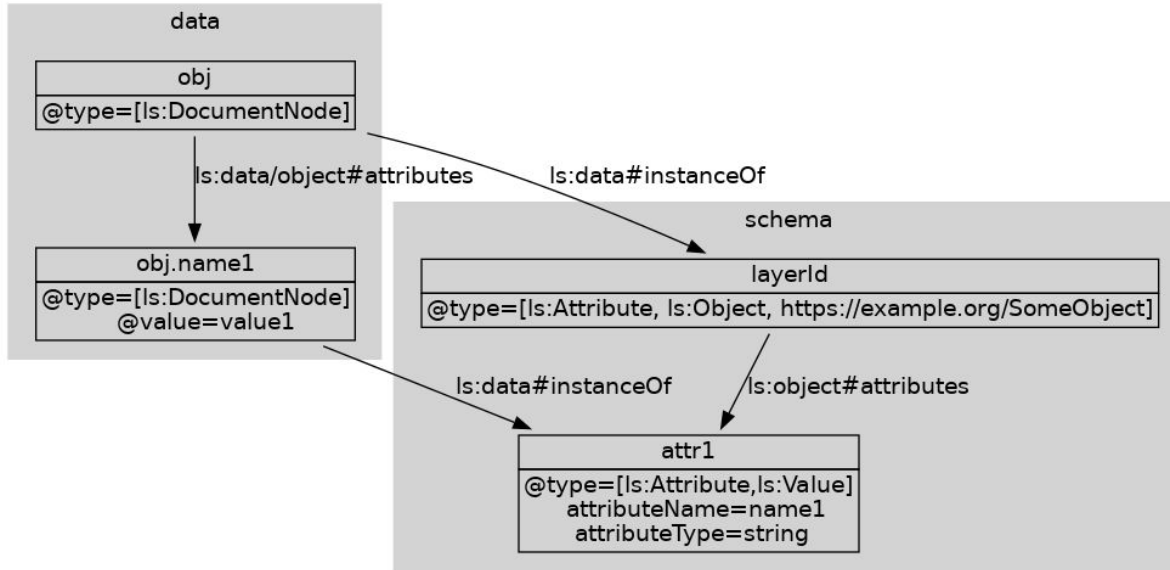 data
obj
@type=[ls:DocumentNode]
ls:data/object#attributes
ls:data#instanceOf
schema
obj.name1
@type=[ls:DocumentNode]
@value=value1
layerId
@type=[ls:Attribute, ls:Object, https://example.org/SomeObject]
ls:data#instanceOf
ls:object#attributes
attr1
@type=[ls:Attribute,ls:Value]
attributeName=name1
attributeType=string